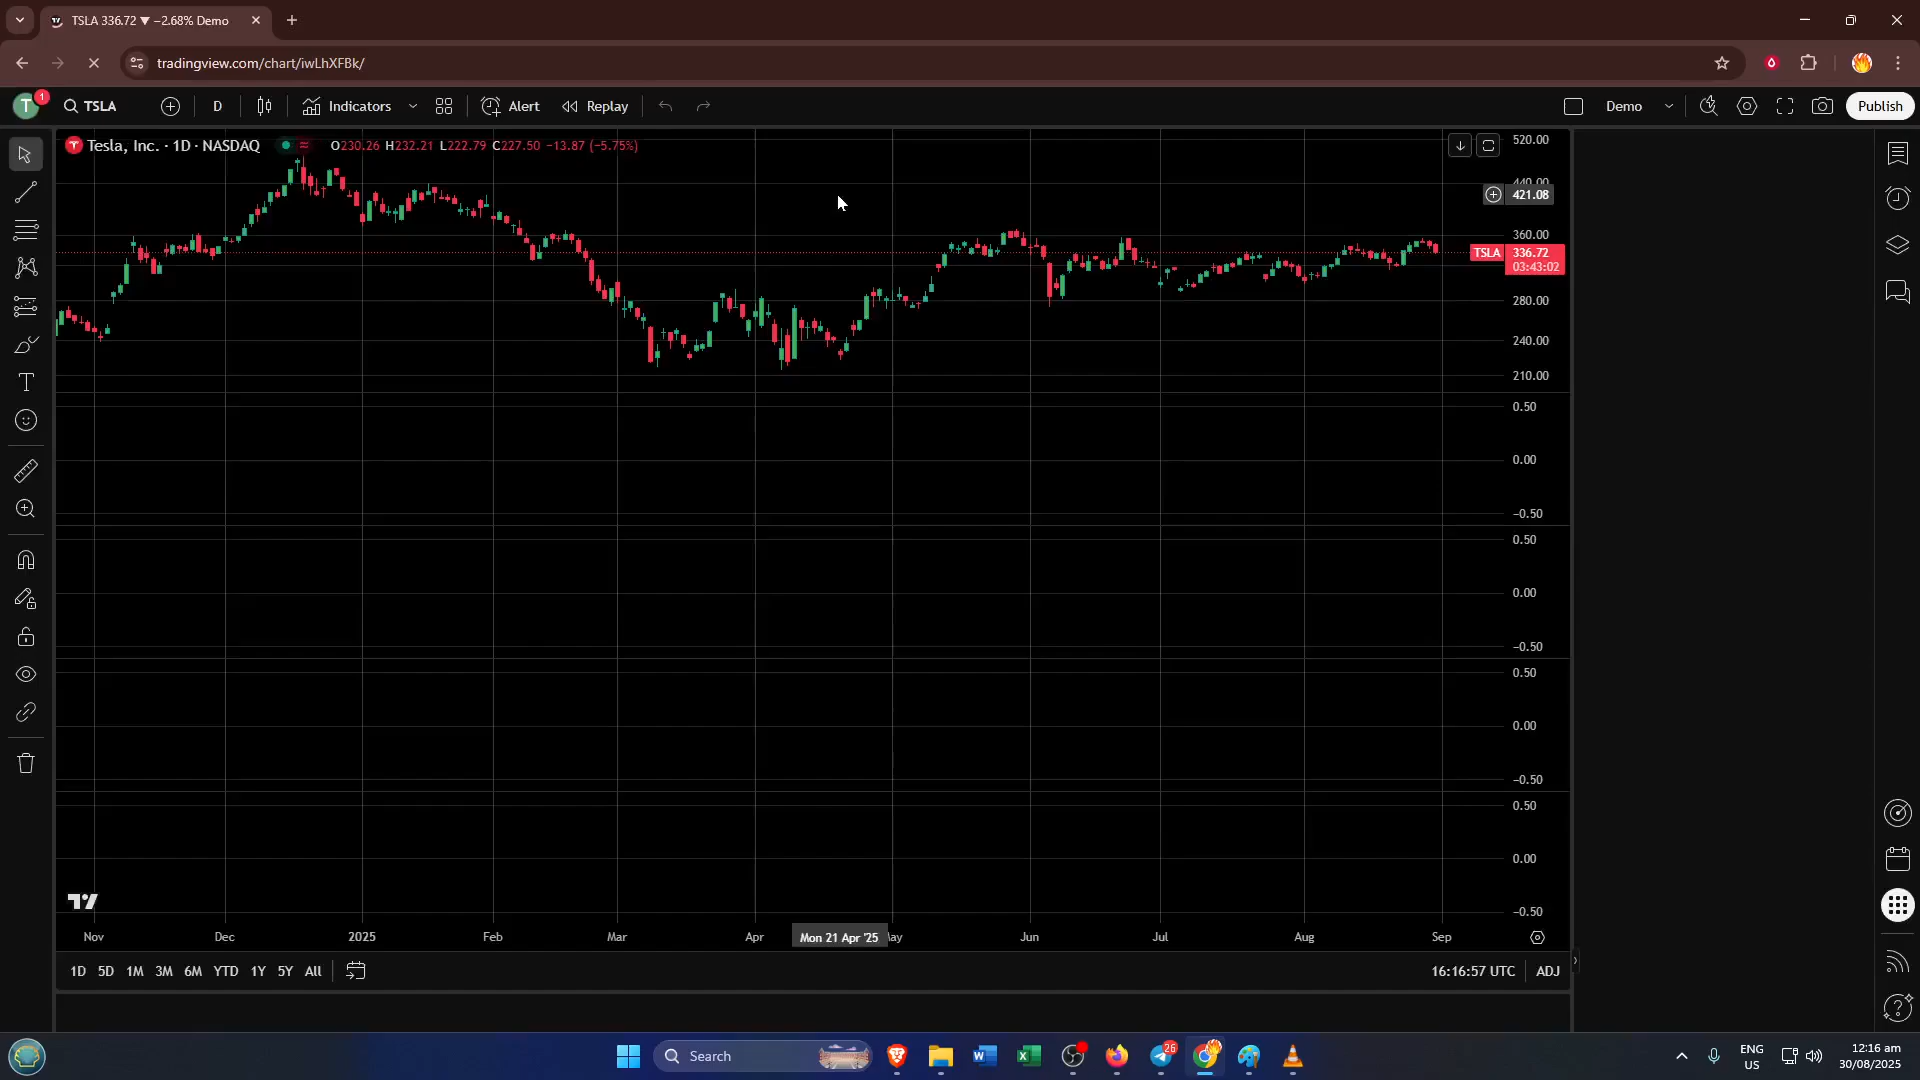 TSLA 336.72 ▼ −2.68% Demo
tradingview.com/chart/iwLhXFBk/
T 1 TSLA D Indicators Alert Replay Demo Publish
Tesla, Inc. · 1D · NASDAQ O230.26 H232.21 L222.79 C227.50 −13.87 (−5.75%)
520.00
440.00
421.08
360.00
TSLA 336.72
03:43:02
280.00
240.00
210.00
0.50
0.00
−0.50
0.50
0.00
−0.50
0.50
0.00
−0.50
0.50
0.00
−0.50
Nov Dec 2025 Feb Mar Apr Mon 21 Apr '25 May Jun Jul Aug Sep
1D 5D 1M 3M 6M YTD 1Y 5Y All 16:16:57 UTC ADJ
Search 26 ENG US 12:16 am
30/08/2025